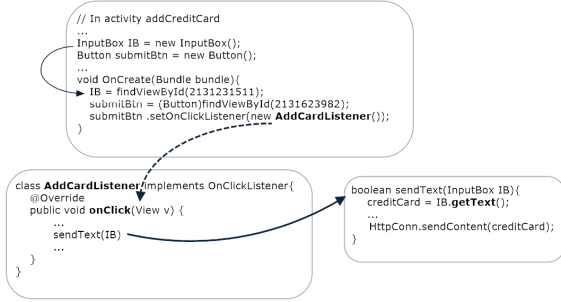 // In activity addCreditCard
...
InputBox IB = new InputBox();
Button submitBtn = new Button();
...
void OnCreate(Bundle bundle){
IB = findViewById(2131231511);
submitBtn = (Button)findViewById(2131623982);
submitBtn .setOnClickListener(new AddCardListener());
}
class AddCardListener implements OnClickListener{
@Override
public void onClick(View v) {
...
sendText(IB)
...
}
}
boolean sendText(InputBox IB){
creditCard = IB.getText();
...
HttpConn.sendContent(creditCard);
}